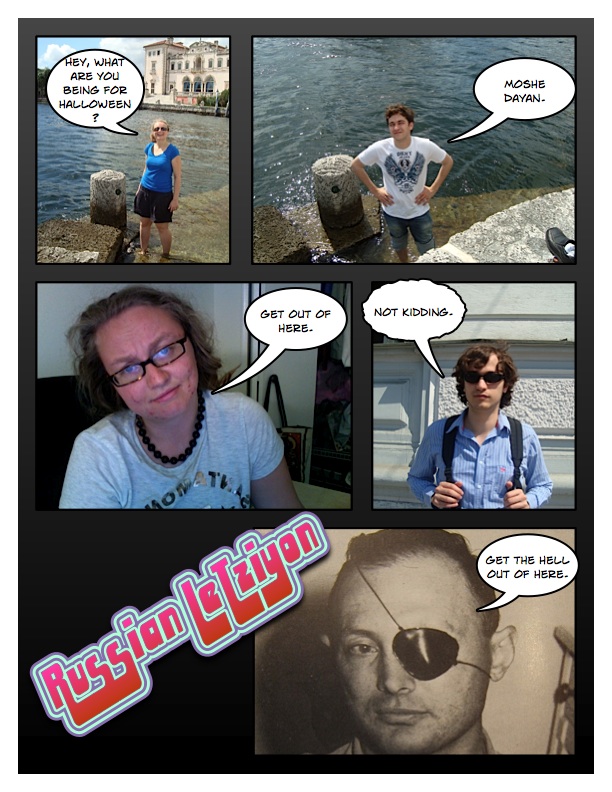 HEY, WHAT
ARE YOU
BEING FOR
HALLOWEEN
?
MOSHE
DAYAN.
GET OUT OF
HERE.
NOT KIDDING.
GET THE HELL
OUT OF HERE.
Russian leTziyon